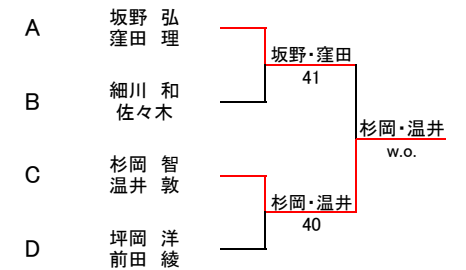 A
坂野 弘
窪田 理
坂野・窪田
41
B
細川 和
佐々木
杉岡・温井
w.o.
C
杉岡 智
温井 敦
杉岡・温井
40
D
坪岡 洋
前田 綾